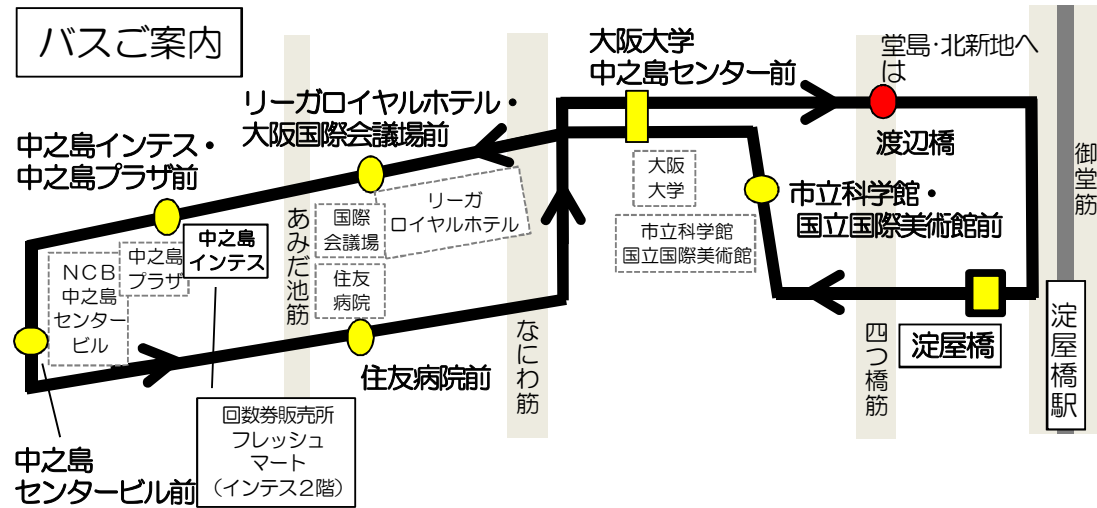 バスご案内
大阪大学
中之島センター前
堂島・北新地へ
は
渡辺橋
リーガロイヤルホテル・
大阪国際会議場前
中之島インテス・
中之島プラザ前
御堂筋
大阪
大学
市立科学館・
国立国際美術館前
リーガ
ロイヤルホテル
国際
会議場
あみだ池筋
市立科学館
国立国際美術館
中之島
インテス
中之島
プラザ
NCB
中之島
センター
ビル
住友
病院
なにわ筋
四つ橋筋
淀屋橋
淀屋橋駅
住友病院前
回数券販売所
フレッシュ
マート
（インテス2階）
中之島
センタービル前